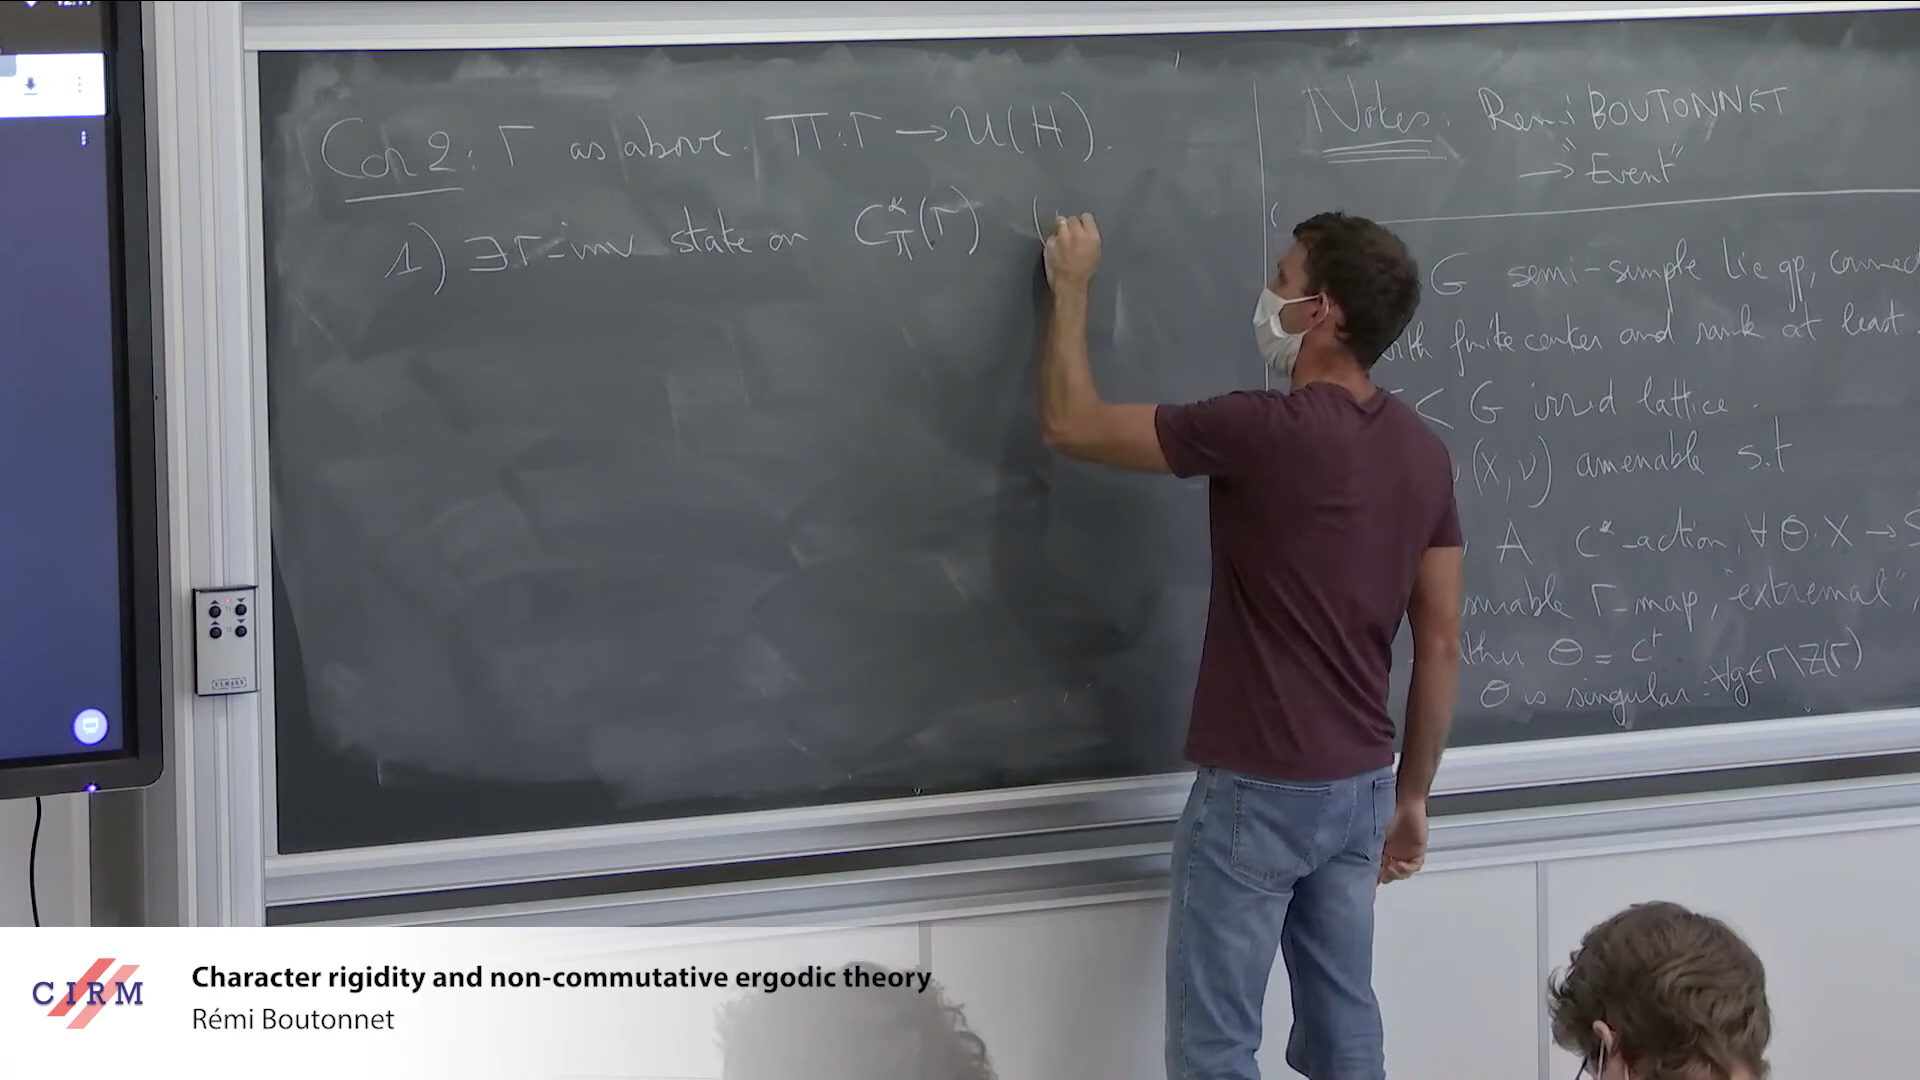 Cor 2: Γ as above. Π: Γ → U(H).
1) ∃ Γ-inv state on C*_π(Γ) (
Notes. Rémi BOUTONNET
→ "Event"
G semi-simple Lie gp, connec
with finite center and rank at least
< G irred lattice.
(X, ν) amenable s.t
A C*-action, ∀ Θ: X → S
Γ-map, "extremal",
Θ = c^t
Θ is singular: ∀g∈Γ\Z(Γ)
CIRM
Character rigidity and non-commutative ergodic theory
Rémi Boutonnet